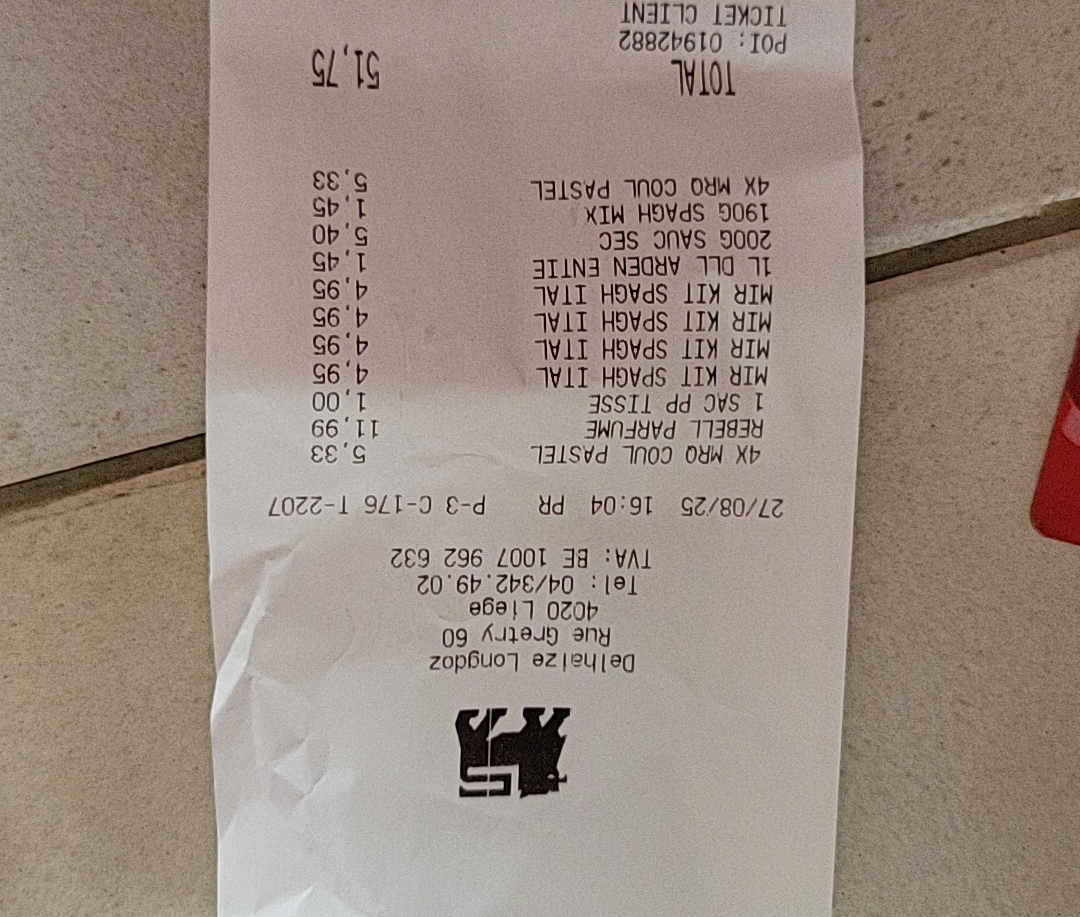 Delhaize Longdoz
Rue Gretry 60
4020 Liege
Tel: 04/342.49.02
TVA: BE 1007 962 632
27/08/25 16:04 PR P-3 C-176 T-2207
4X MRQ COUL PASTEL 5,33
REBELL PARFUME 11,99
1 SAC PP TISSE 1,00
MIR KIT SPAGH ITAL 4,95
MIR KIT SPAGH ITAL 4,95
MIR KIT SPAGH ITAL 4,95
MIR KIT SPAGH ITAL 4,95
1L DLL ARDEN ENTIE 1,45
200G SAUC SEC 5,40
190G SPAGH MIX 1,45
4X MRQ COUL PASTEL 5,33
TOTAL 51,75
POI: 01942882
TICKET CLIENT